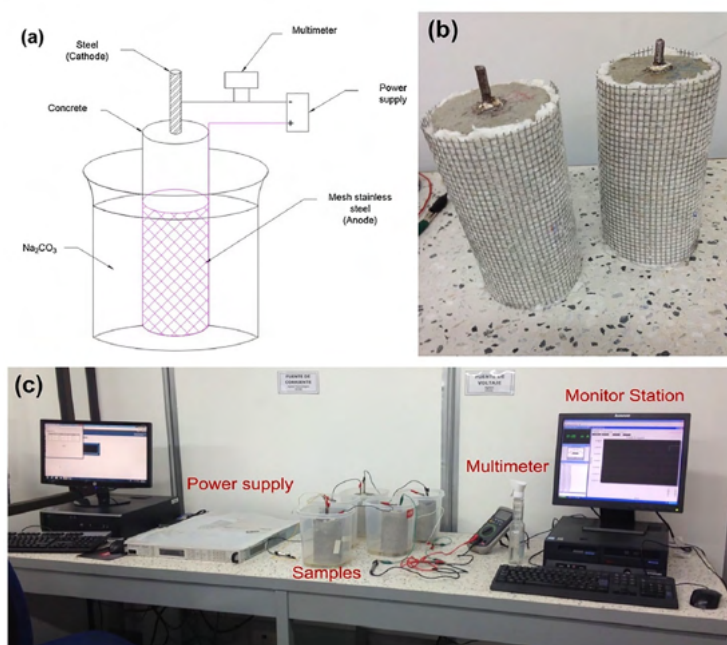 (a)
Steel
(Cathode)
Multimeter
Concrete
Power
supply
-
+
Mesh stainless
steel
(Anode)
Na₂CO₃
(b)
(c)
FUENTE DE
CORRIENTE
FUENTE DE
VOLTAJE
Monitor Station
Power supply
Multimeter
Samples